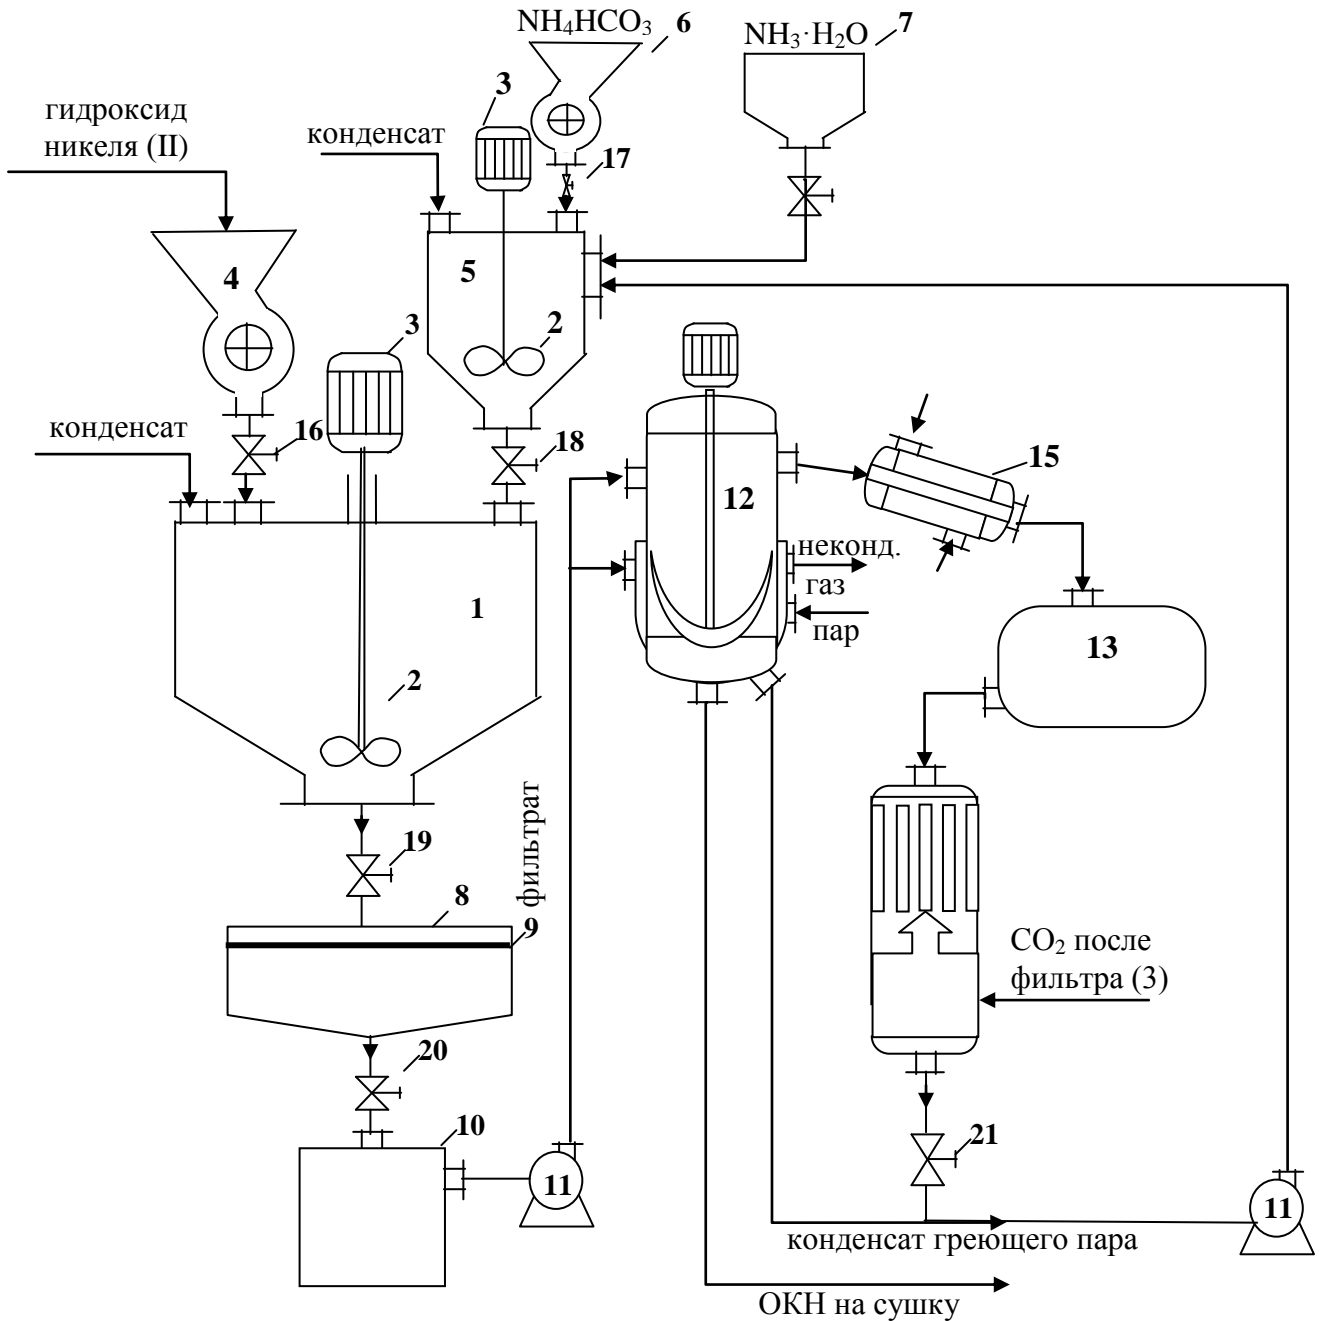 NH₄HCO₃
6
NH₃·H₂O
7
3
гидроксид
никеля (II)
конденсат
17
4
5
2
3
конденсат
16
18
12
15
неконд.
газ
пар
1
13
2
фильтрат
19
8
9
CO₂ после
фильтра (3)
20
10
21
11
11
конденсат греющего пара
ОКН на сушку